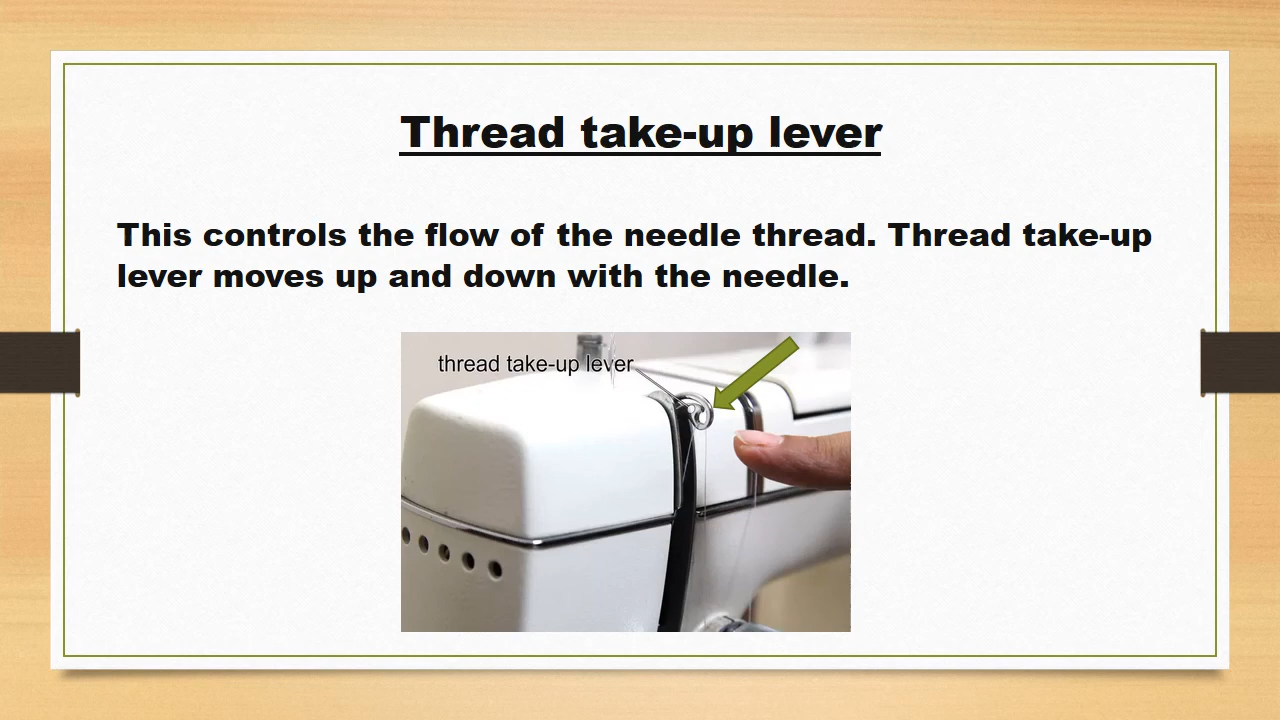 Thread take-up lever
This controls the flow of the needle thread. Thread take-up
lever moves up and down with the needle.
thread take-up lever